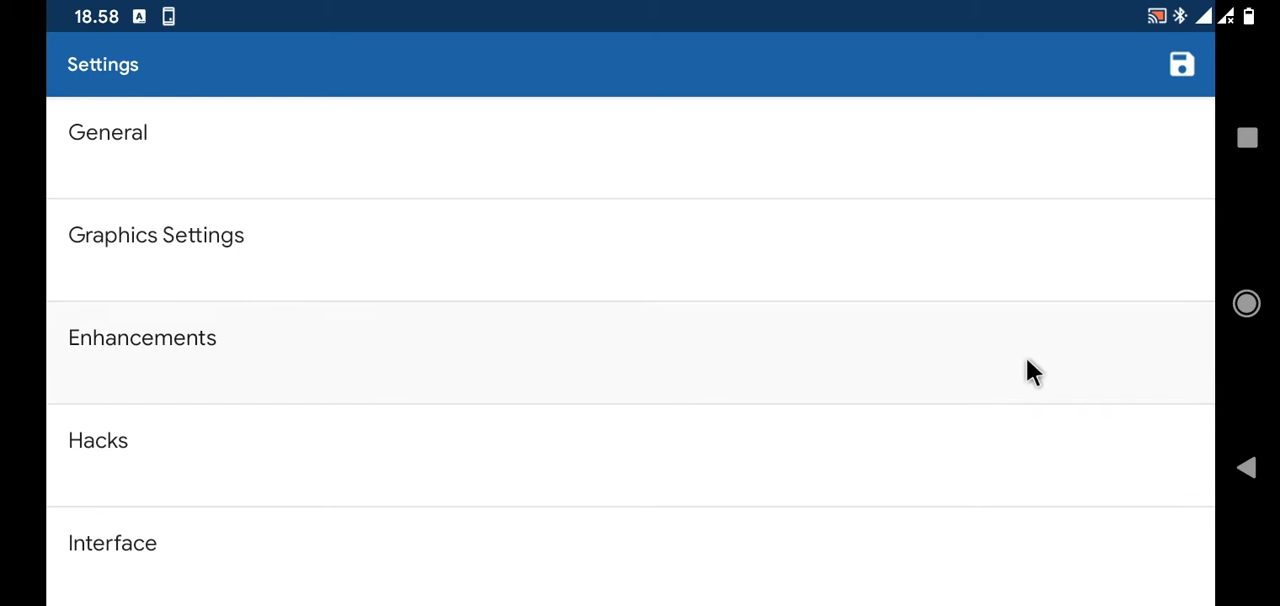 18.58
Settings
General
Graphics Settings
Enhancements
Hacks
Interface